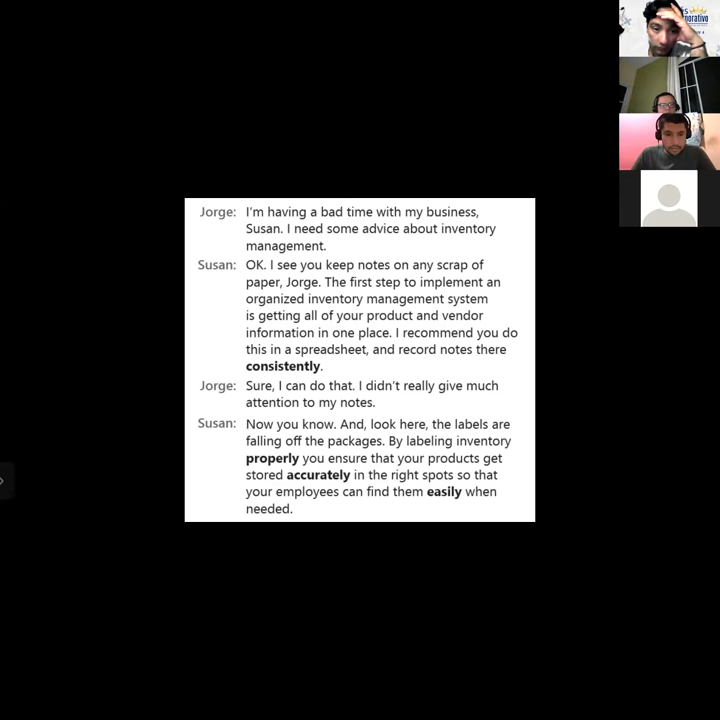 Jorge: I'm having a bad time with my business,
Susan. I need some advice about inventory
management.
Susan: OK. I see you keep notes on any scrap of
paper, Jorge. The first step to implement an
organized inventory management system
is getting all of your product and vendor
information in one place. I recommend you do
this in a spreadsheet, and record notes there
consistently.
Jorge: Sure, I can do that. I didn't really give much
attention to my notes.
Susan: Now you know. And, look here, the labels are
falling off the packages. By labeling inventory
properly you ensure that your products get
stored accurately in the right spots so that
your employees can find them easily when
needed.